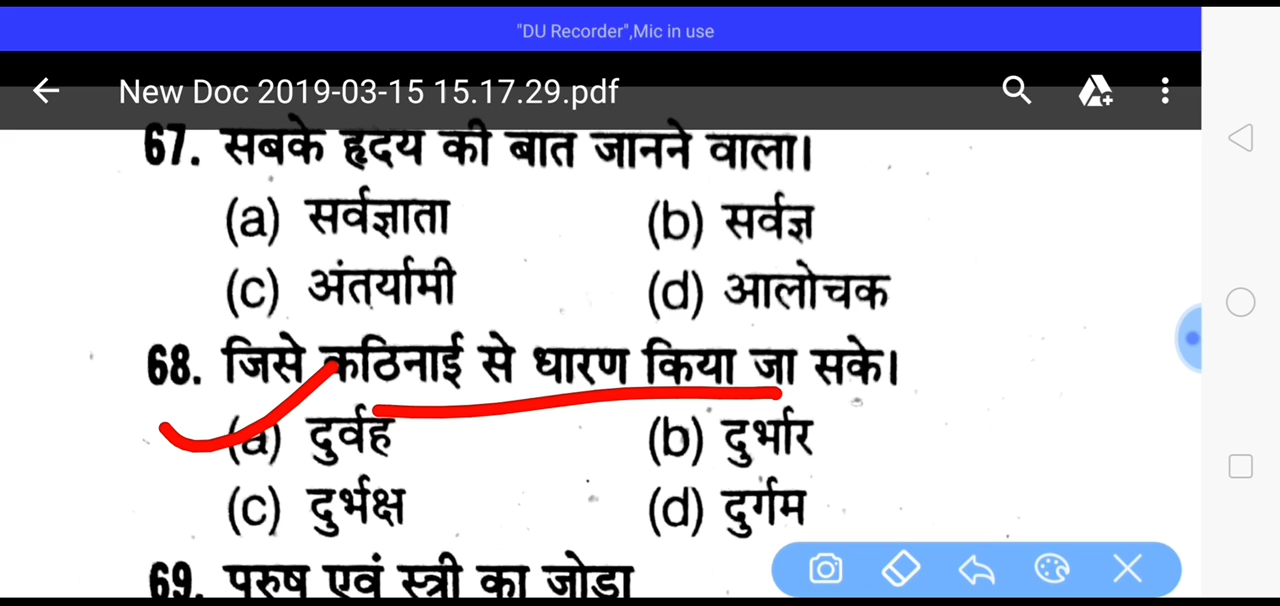 "DU Recorder",Mic in use
New Doc 2019-03-15 15.17.29.pdf
67. सबके हृदय की बात जानने वाला।
(a) सर्वज्ञाता (b) सर्वज्ञ
(c) अंतर्यामी (d) आलोचक
68. जिसे कठिनाई से धारण किया जा सके।
(a) दुर्वह (b) दुर्भार
(c) दुर्भक्ष (d) दुर्गम
69. परुष एवं स्त्री का जोड़ा